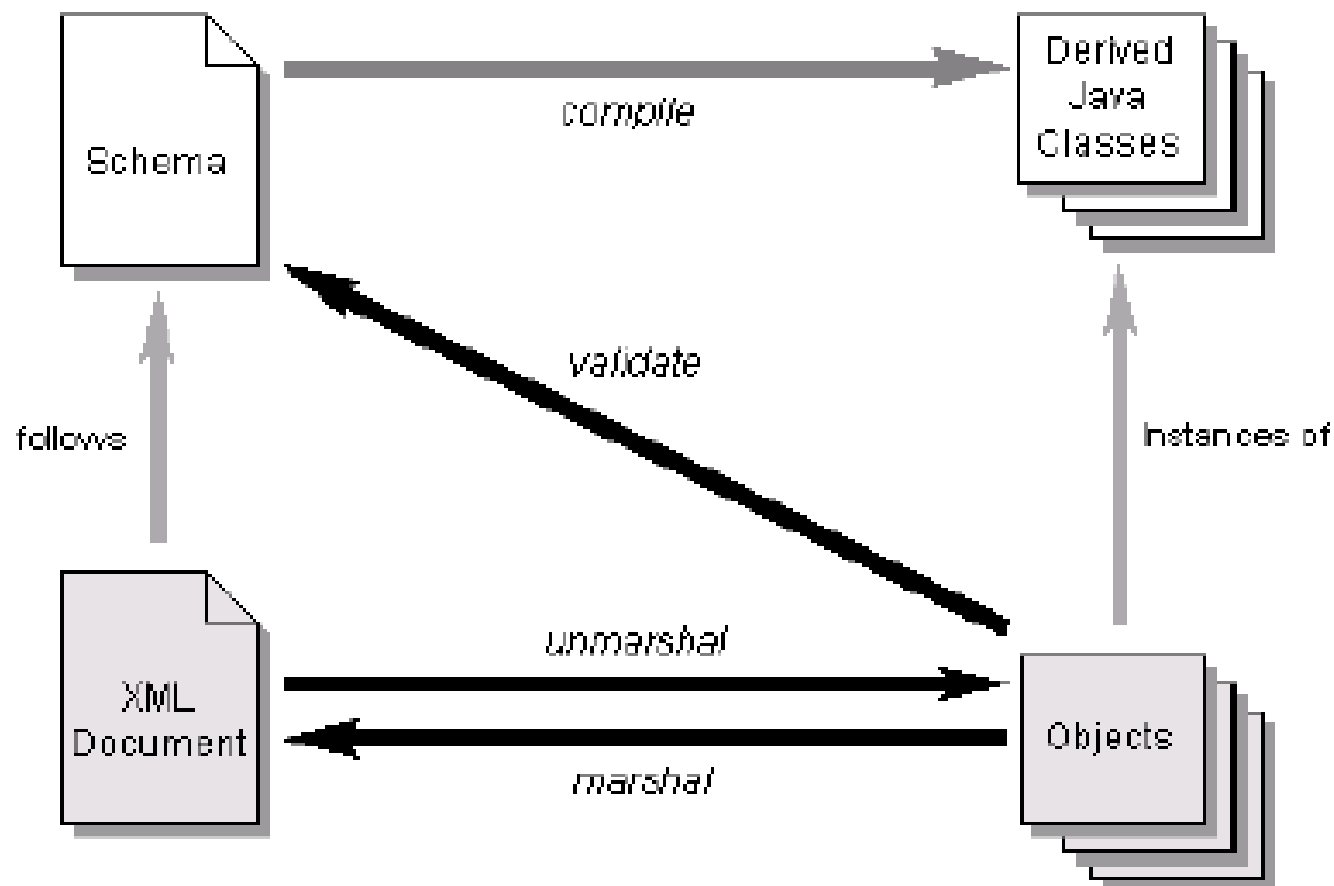 Schema
compile
Derived
Java
Classes
validate
follows
Instances of
XML
Document
unmarshal
marshal
Objects